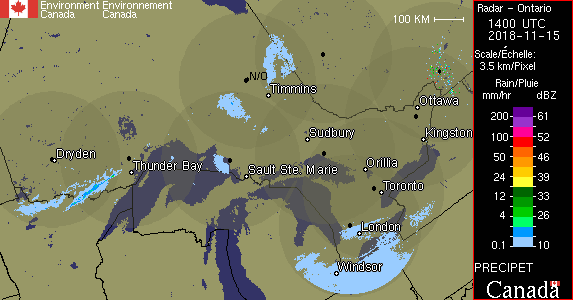 Environment Environnement
Canada Canada
100 KM
N/O
Timmins
Ottawa
Sudbury
Kingston
Dryden
Thunder Bay
Sault Ste. Marie
Orillia
Toronto
London
Windsor
Radar - Ontario
1400 UTC
2018-11-15
Scale/Échelle:
3.5 km/Pixel
Rain/Pluie
mm/hr dBZ
200 61
100 56
100 52
50 46
24 39
12 33
4 26
0.1 10
PRECIPET
Canada